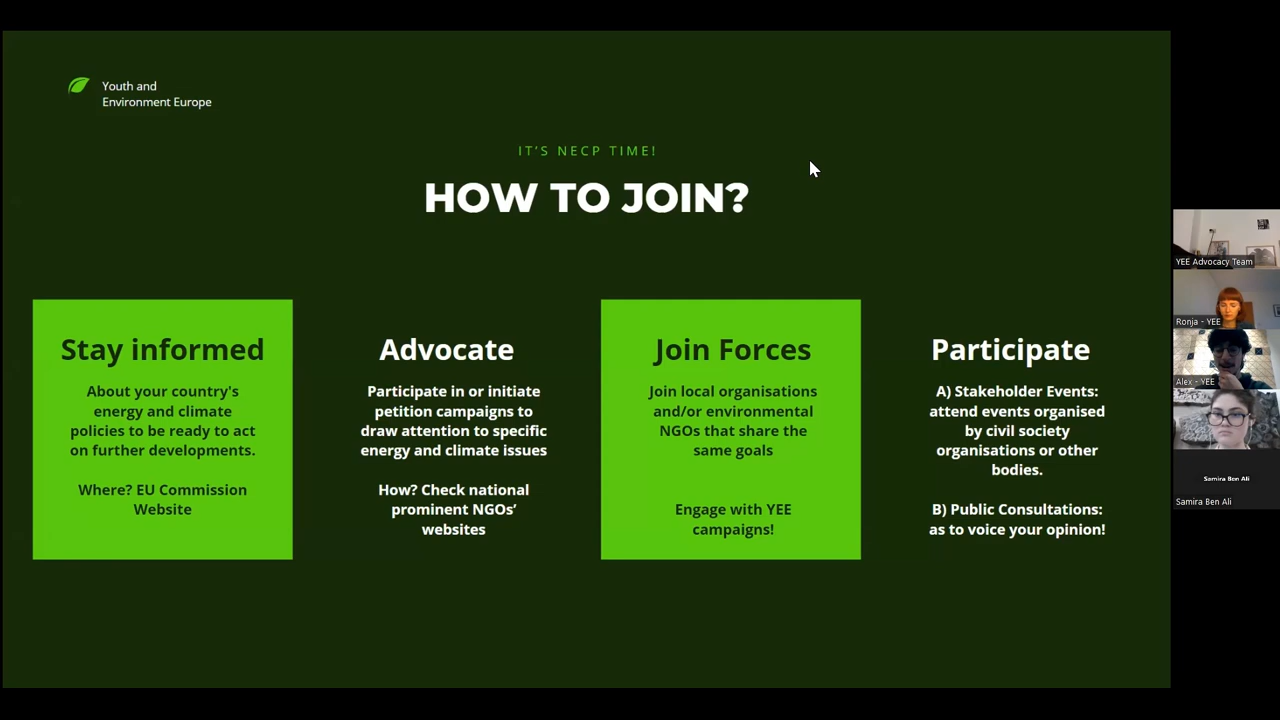 Youth and
Environment Europe
IT'S NECP TIME!
HOW TO JOIN?
Stay informed
About your country's
energy and climate
policies to be ready to act
on further developments.
Where? EU Commission
Website
Advocate
Participate in or initiate
petition campaigns to
draw attention to specific
energy and climate issues
How? Check national
prominent NGOs’
websites
Join Forces
Join local organisations
and/or environmental
NGOs that share the
same goals
Engage with YEE
campaigns!
Participate
A) Stakeholder Events:
attend events organised
by civil society
organisations or other
bodies.
B) Public Consultations:
as to voice your opinion!
YEE Advocacy Team
Ronja - YEE
Alex - YEE
Samira Ben Ali
Samira Ben Ali